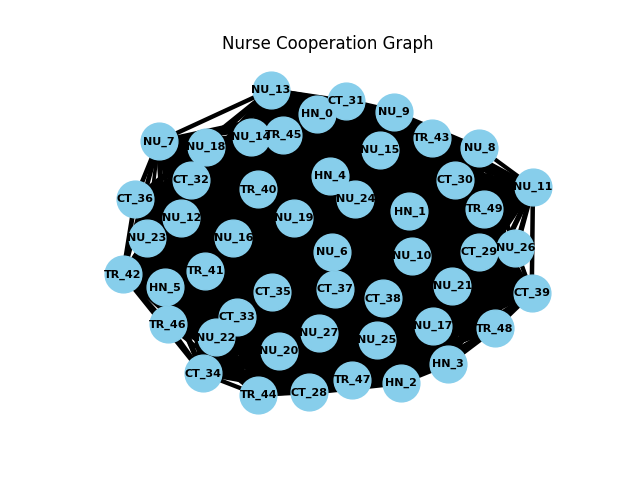 Nurse Cooperation Graph
NU_13
CT_31
HN_0
NU_9
NU_7
NU_18
NU_14
TR_45
TR_43
NU_8
NU_15
CT_32
HN_4
CT_30
NU_11
CT_36
TR_40
NU_24
NU_12
NU_19
HN_1
TR_49
NU_23
NU_16
NU_6
NU_10
CT_29
NU_26
TR_42
TR_41
HN_5
CT_35
CT_37
CT_38
NU_21
CT_39
TR_46
CT_33
NU_22
NU_27
NU_25
NU_17
TR_48
NU_20
CT_34
HN_3
TR_44
CT_28
TR_47
HN_2